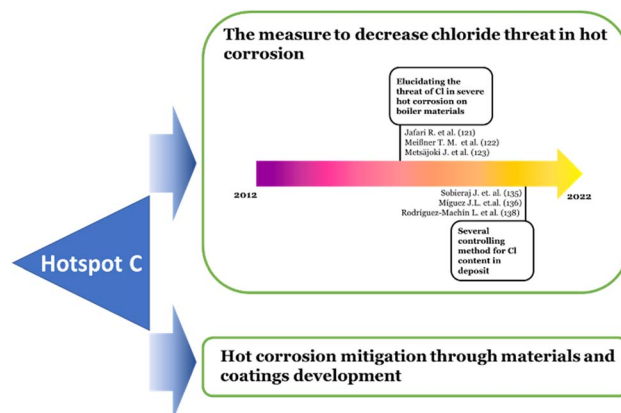 The measure to decrease chloride threat in hot
corrosion
Elucidating the
threat of Cl in severe
hot corrosion on
boiler materials
Jafari R. et al. (121)
Meißner T. M. et al. (122)
Metsäjoki J. et al. (123)
2012
2022
Sobieraj J. et. al (135)
Míguez J.L. et.al. (136)
Rodriguez-Machin L. et al. (138)
Several
controlling
method for Cl
content in
deposit
Hotspot C
Hot corrosion mitigation through materials and
coatings development